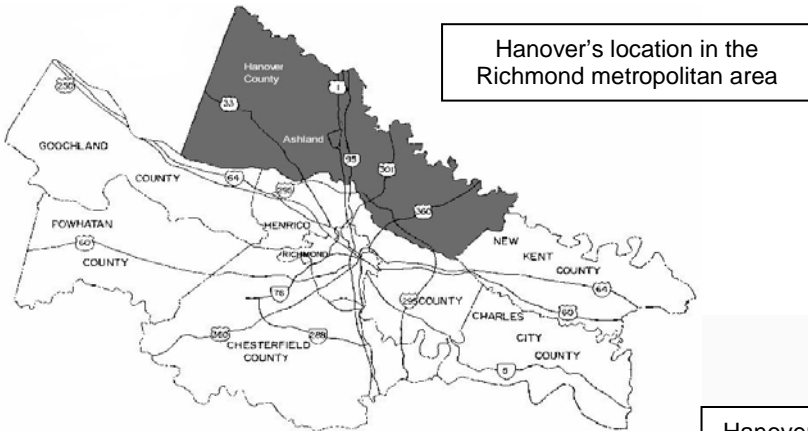 Hanover's location in the
Richmond metropolitan area
Hanover
County
1
250
33
Ashland
GOOCHLAND
95
301
COUNTY
64
295
360
POWHATAN
HENRICO
NEW
60
RICHMOND
KENT
COUNTY
COUNTY
76
295
COUNTY
64
CHARLES
60
360
288
CITY
CHESTERFIELD
COUNTY
COUNTY
5